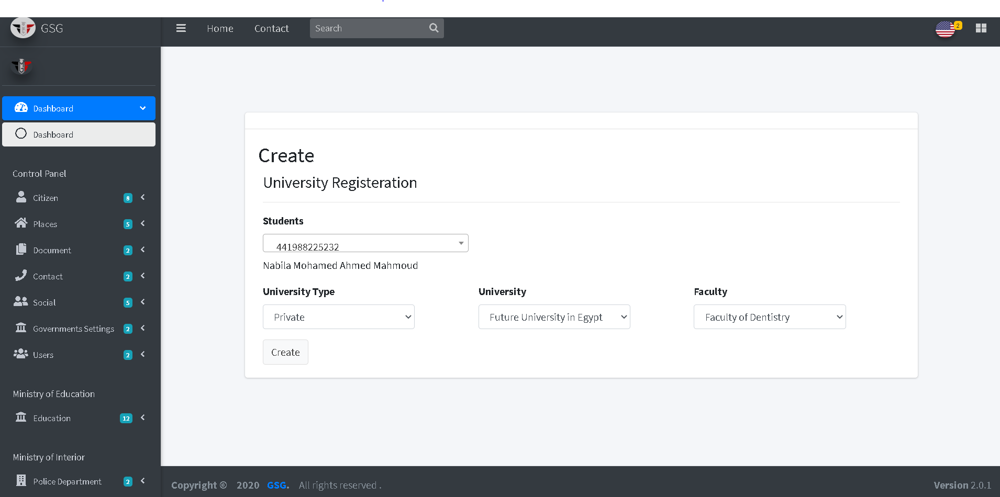 GSG
Home Contact Search 2
Dashboard
Dashboard
Control Panel
Citizen 8
Places 5
Document 2
Contact 2
Social 5
Governments Settings 2
Users 2
Ministry of Education
Education 12
Ministry of Interior
Police Department 2
Create
University Registeration
Students
441988225232
Nabila Mohamed Ahmed Mahmoud
University Type University Faculty
Private Future University in Egypt Faculty of Dentistry
Create
Copyright © 2020 GSG. All rights reserved . Version 2.0.1